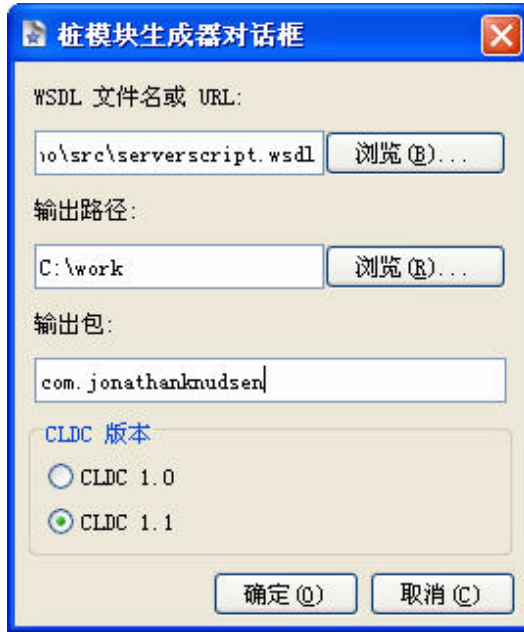 桩模块生成器对话框
WSDL 文件名或 URL:
o\src\serverscript.wsdl
浏览(B)...
输出路径:
C:\work
浏览(R)...
输出包:
com.jonathanknudsen
CLDC 版本
CLDC 1.0
CLDC 1.1
确定(O)
取消(C)